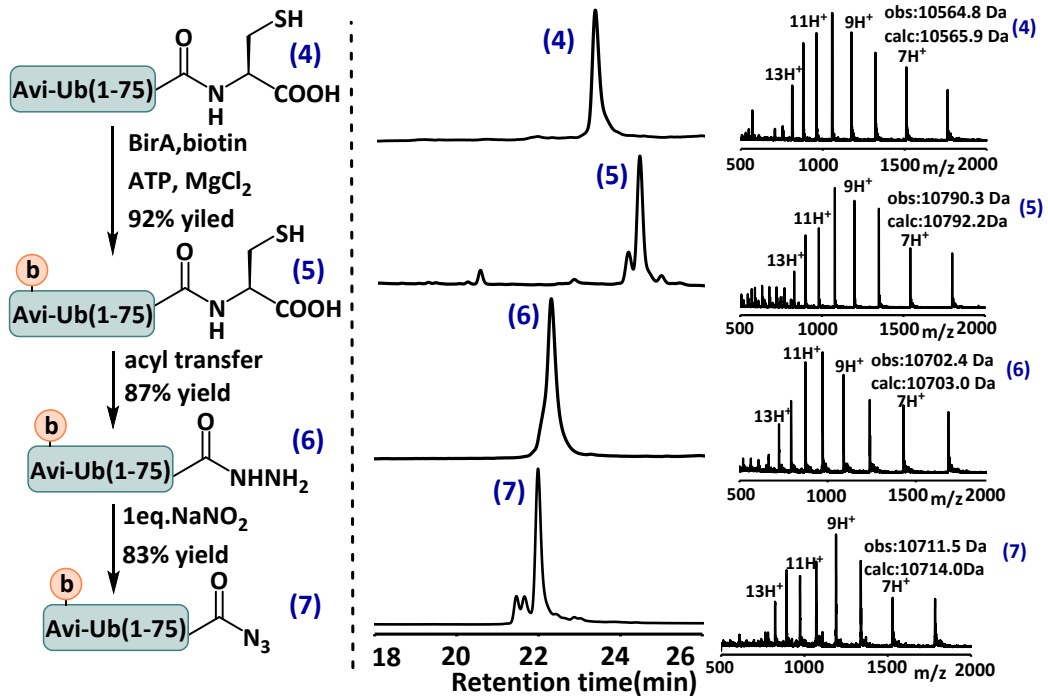 SH
O
(4)
Avi-Ub(1-75)
N
H
COOH
BirA,biotin
ATP, MgCl₂
92% yiled
SH
b
O
(5)
Avi-Ub(1-75)
N
H
COOH
acyl transfer
87% yield
b
O
(6)
Avi-Ub(1-75)
NHNH₂
1eq.NaNO₂
83% yield
b
O
(7)
Avi-Ub(1-75)
N₃
(4)
(5)
(6)
(7)
18 20 22 24 26
Retention time(min)
11H⁺ 9H⁺ obs:10564.8 Da
calc:10565.9 Da (4)
13H⁺ 7H⁺
500 1000 1500 2000
m/z
9H⁺ obs:10790.3 Da
calc:10792.2Da (5)
11H⁺ 7H⁺
13H⁺
500 1000 1500 2000
m/z
11H⁺ 9H⁺ obs:10702.4 Da
calc:10703.0 Da (6)
7H⁺
13H⁺
500 1000 1500 2000
m/z
9H⁺ obs:10711.5 Da (7)
calc:10714.0Da
11H⁺
13H⁺ 7H⁺
500 1000 1500 2000
m/z